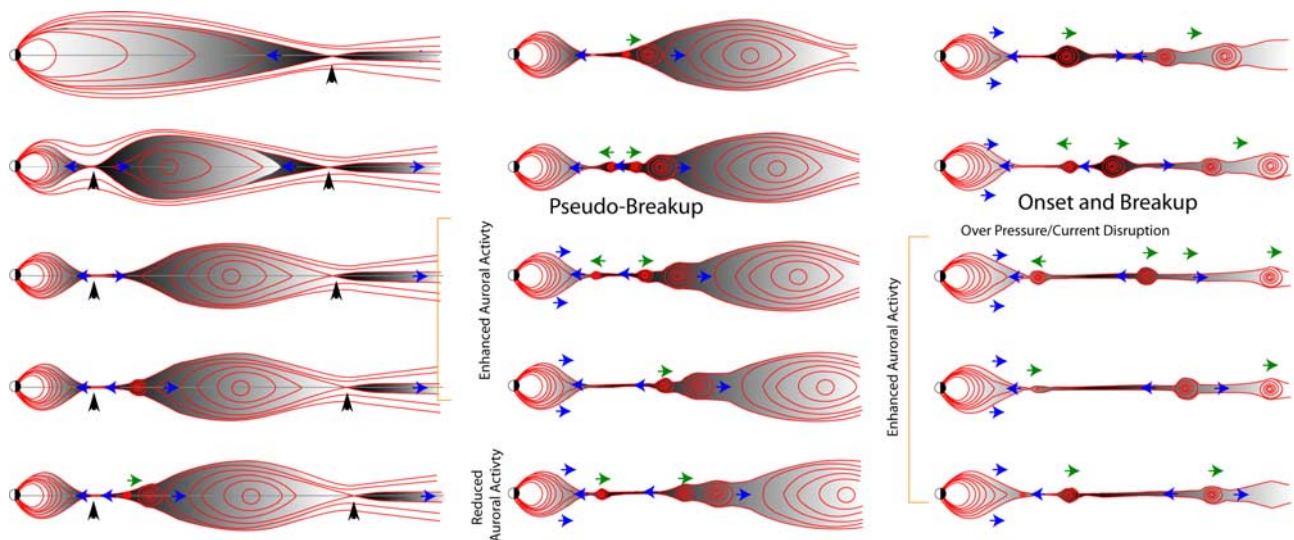 Pseudo-Breakup
Enhanced Auroral Activty
Reduced
Auroral Activty
Onset and Breakup
Over Pressure/Current Disruption
Enhanced Auroral Activty